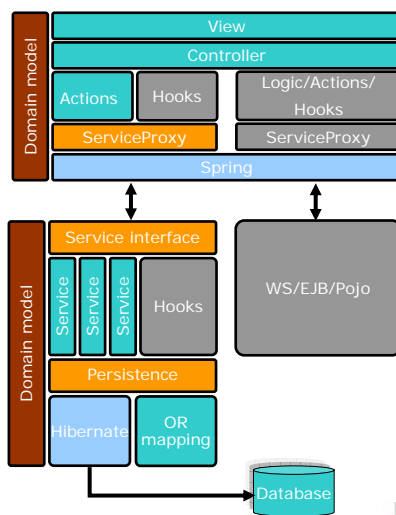 Domain model
View
Controller
Actions
Hooks
Logic/Actions/
Hooks
ServiceProxy
ServiceProxy
Spring
Domain model
Service interface
Service
Service
Service
Hooks
WS/EJB/Pojo
Persistence
Hibernate
OR
mapping
Database